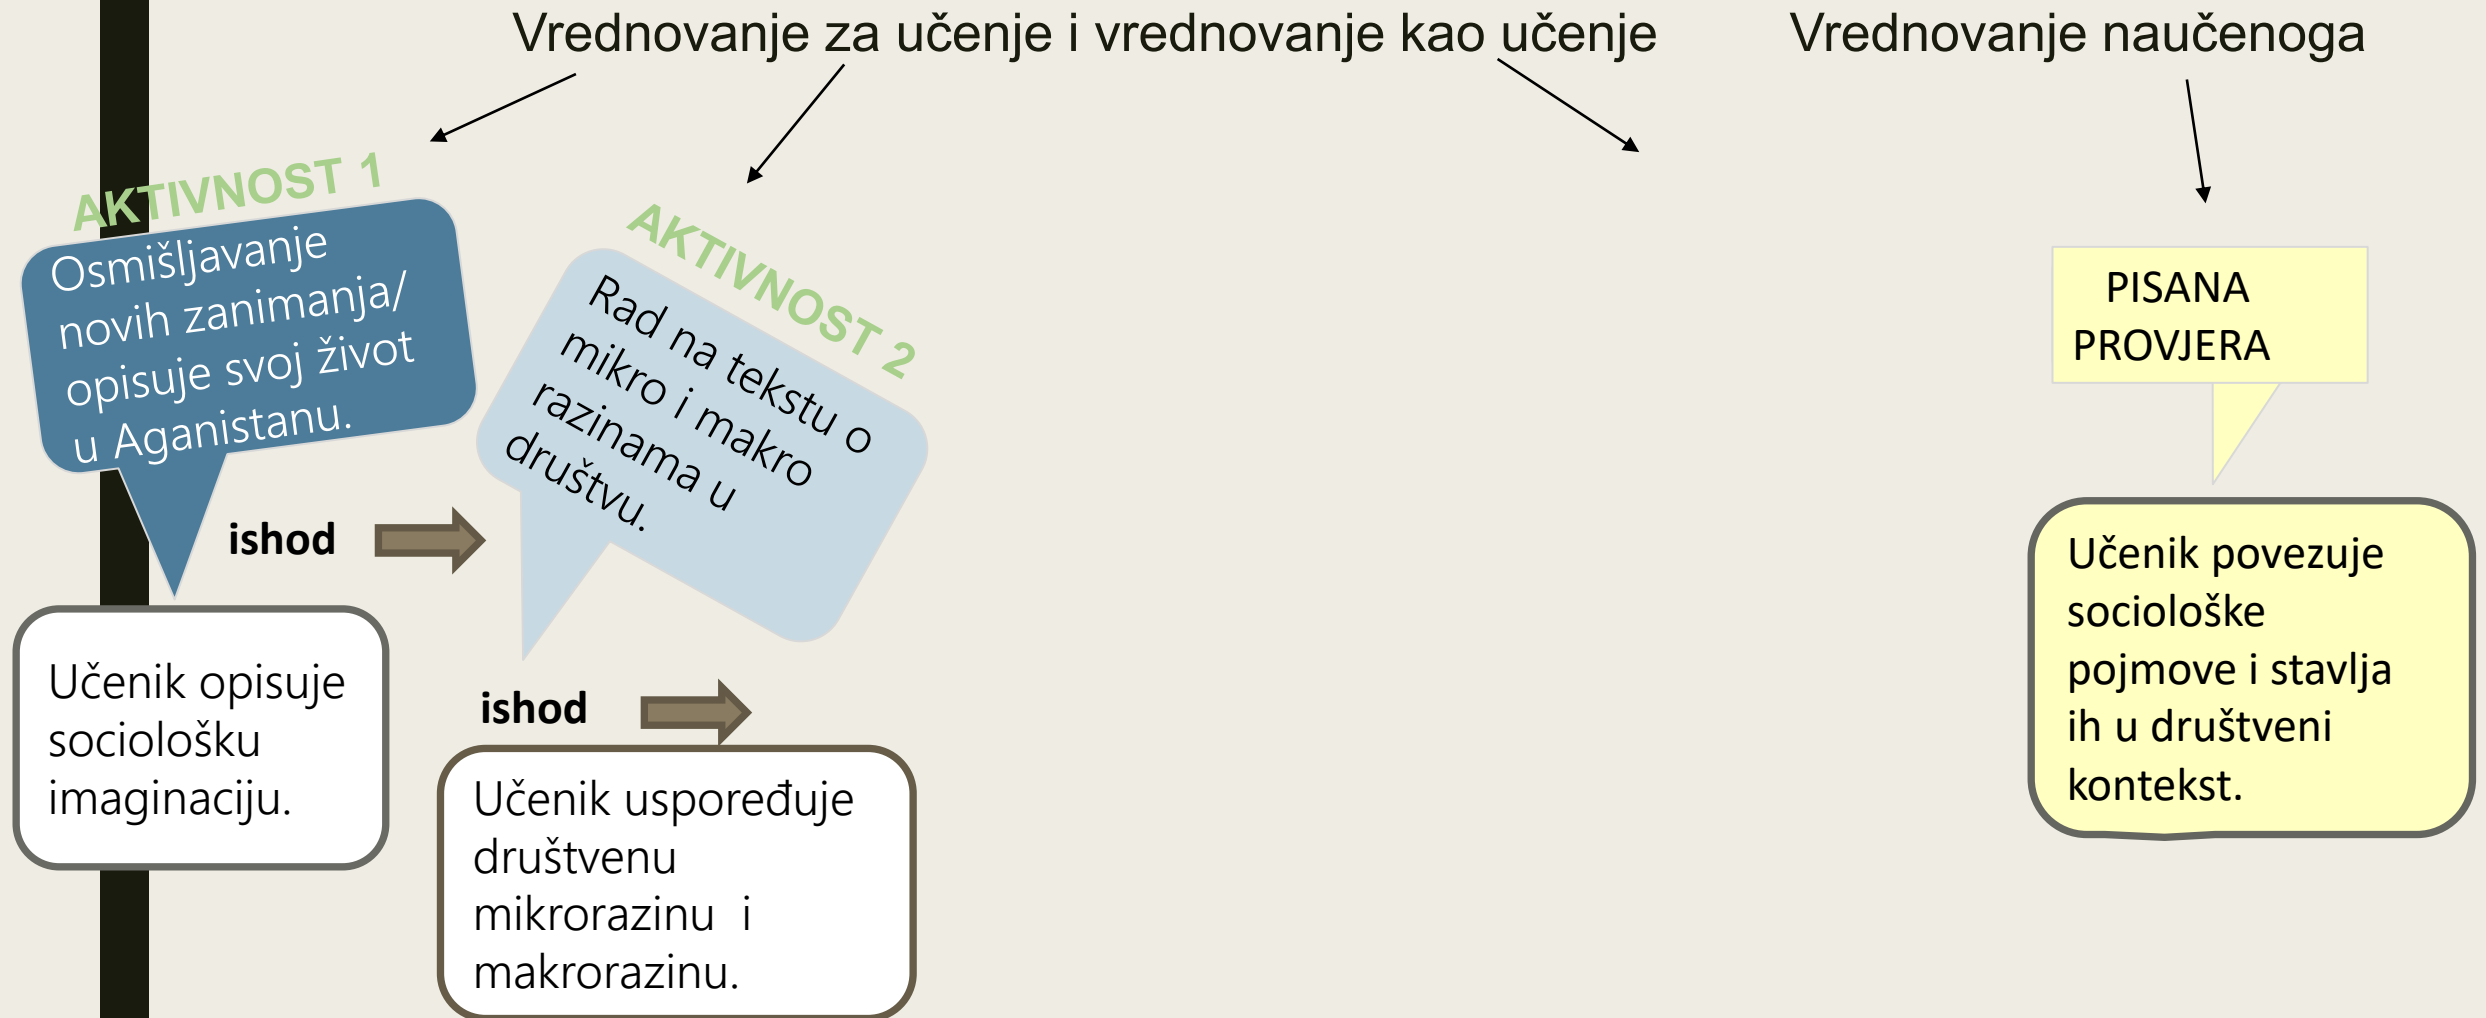 Vrednovanje za učenje i vrednovanje kao učenje
Vrednovanje naučenoga
AKTIVNOST 1
Osmišljavanje
novih zanimanja/
opisuje svoj život
u Aganistanu.
ishod
Učenik opisuje
sociološku
imaginaciju.
AKTIVNOST 2
Rad na tekstu o
mikro i makro
razinama u
društvu.
ishod
Učenik uspoređuje
društvenu
mikrorazinu i
makrorazinu.
PISANA
PROVJERA
Učenik povezuje
sociološke
pojmove i stavlja
ih u društveni
kontekst.